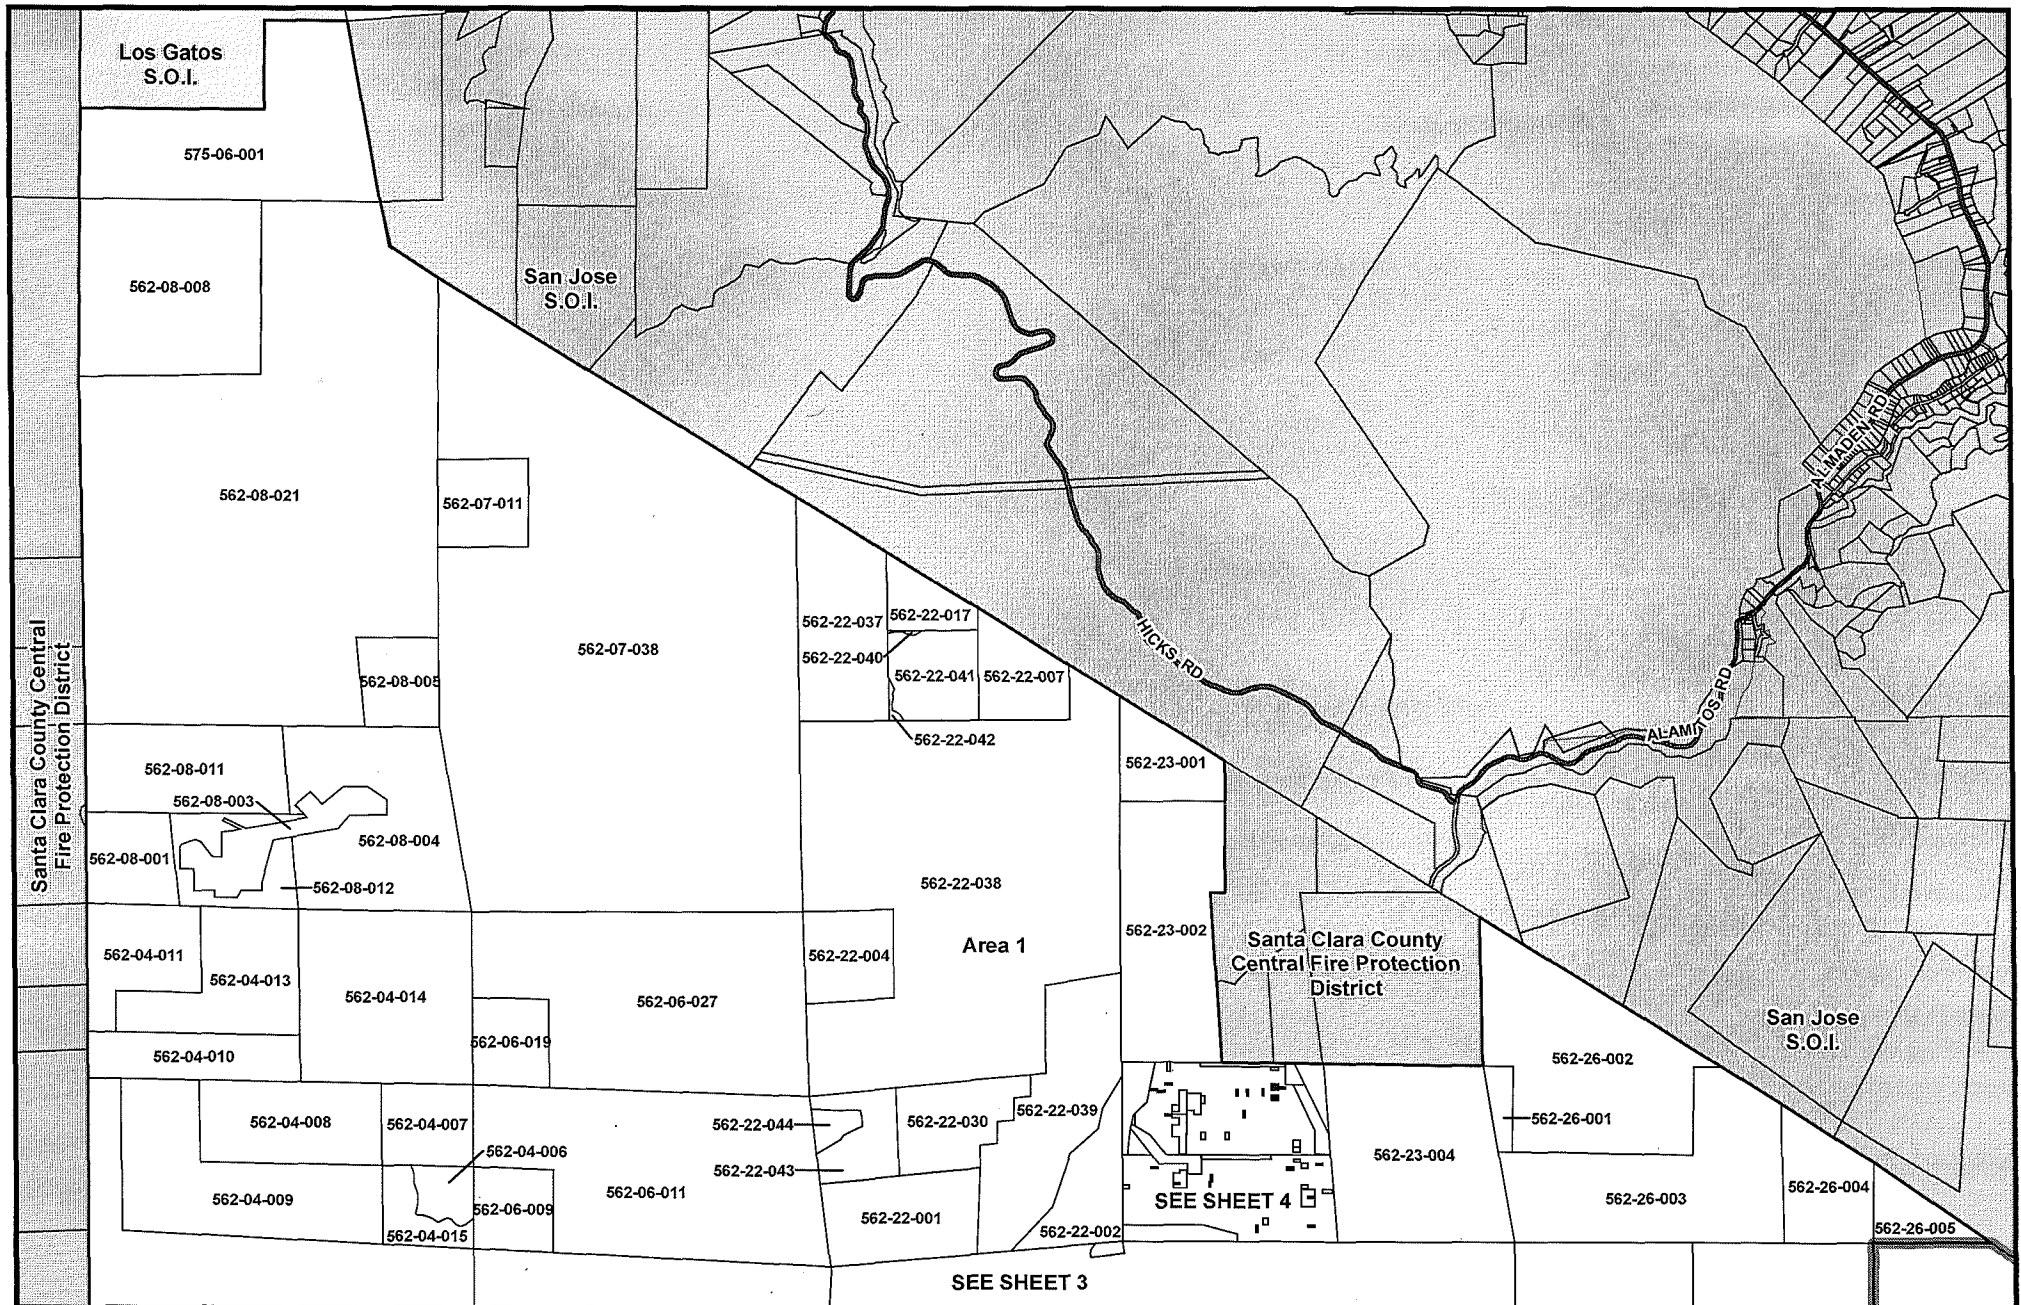 Los Gatos
S.O.I.
575-06-001
562-08-008
San Jose
S.O.I.
562-08-021
562-07-011
ALMADEN RD
562-22-037
562-22-017
562-22-040
562-07-038
562-22-041
562-22-007
562-08-005
HICKS RD
562-22-042
ALAMITOS RD
Santa Clara County Central
Fire Protection District
562-08-011
562-23-001
562-08-003
562-08-004
562-08-001
562-08-012
562-22-038
562-23-002
Area 1
Santa Clara County
Central Fire Protection
District
562-04-011
562-04-013
562-04-014
562-06-027
562-22-004
San Jose
S.O.I.
562-06-019
562-04-010
562-26-002
562-04-008
562-04-007
562-22-044
562-22-030
562-22-039
562-26-001
562-04-006
562-22-043
562-23-004
562-04-009
562-06-009
562-06-011
562-22-001
SEE SHEET 4
562-26-003
562-26-004
562-04-015
562-22-002
562-26-005
SEE SHEET 3